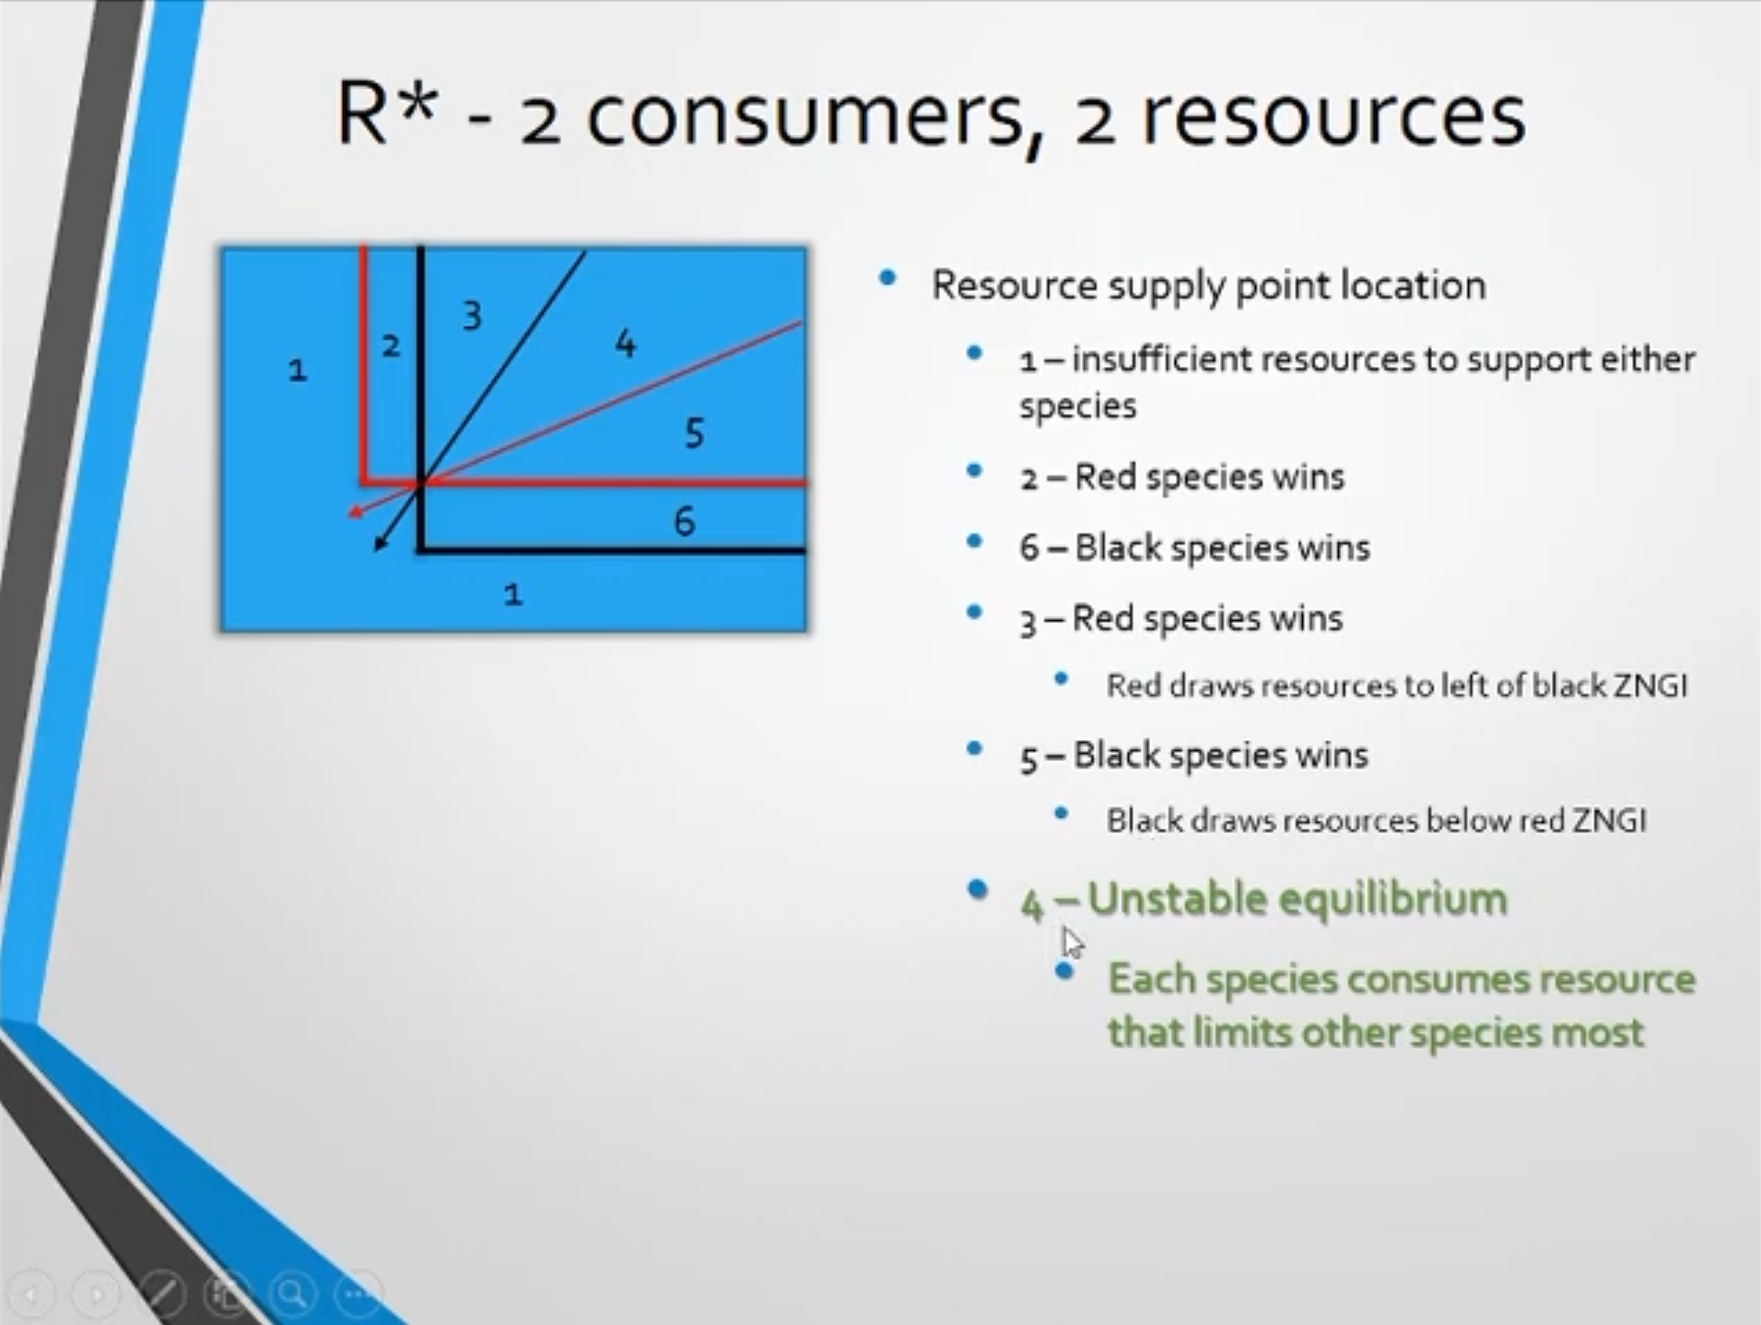 R* - 2 consumers, 2 resources
1
2
3
4
5
6
1
Resource supply point location
1 – insufficient resources to support either
species
2 – Red species wins
6 – Black species wins
3 – Red species wins
Red draws resources to left of black ZNGI
5 – Black species wins
Black draws resources below red ZNGI
4 – Unstable equilibrium
Each species consumes resource
that limits other species most